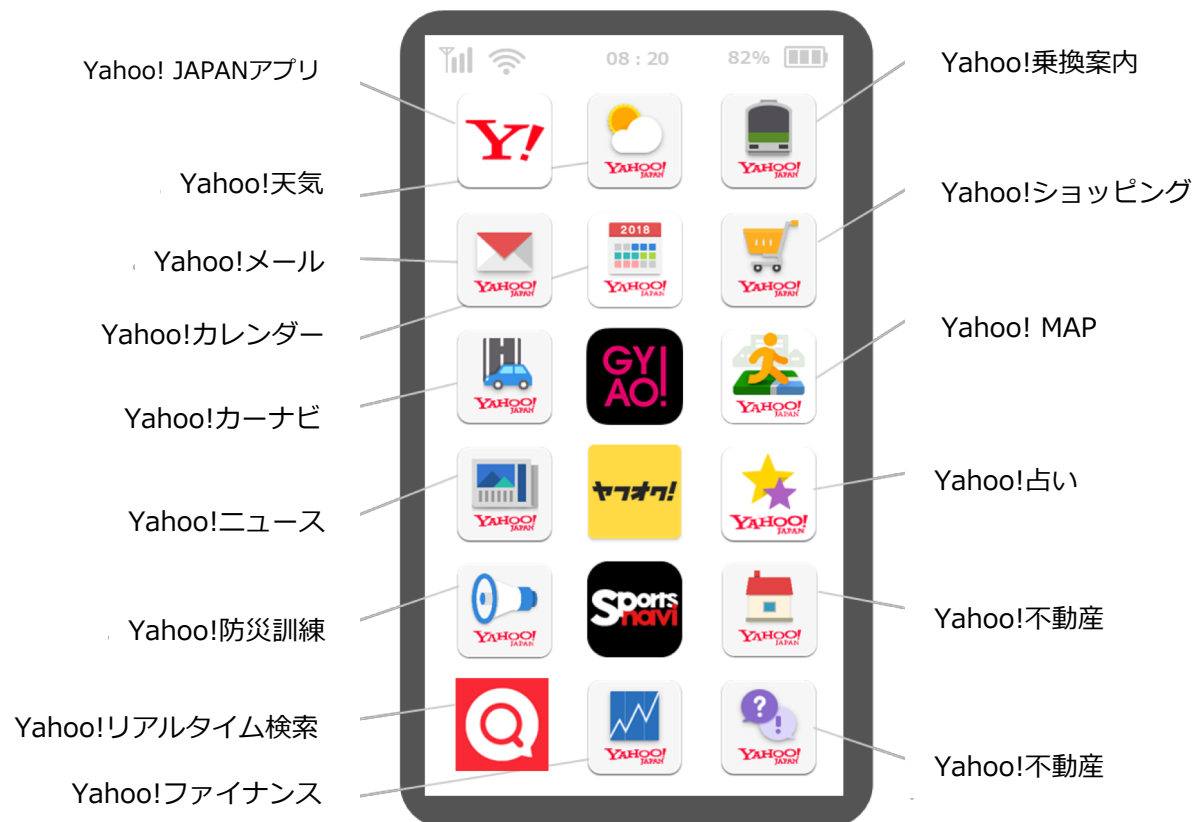 Yahoo! JAPANアプリ
Yahoo!天気
Yahoo!メール
Yahoo!カレンダー
Yahoo!カーナビ
Yahoo!ニュース
Yahoo!防災訓練
Yahoo!リアルタイム検索
Yahoo!ファイナンス
08 : 20
82%
Y!
YAHOO!
JAPAN
YAHOO!
JAPAN
YAHOO!
JAPAN
2018
YAHOO!
JAPAN
YAHOO!
JAPAN
YAHOO!
JAPAN
GY
AO!
YAHOO!
JAPAN
YAHOO!
JAPAN
ヤフオク!
YAHOO!
JAPAN
YAHOO!
JAPAN
Sports
navi
YAHOO!
JAPAN
YAHOO!
JAPAN
?
!
YAHOO!
JAPAN
Yahoo!乗換案内
Yahoo!ショッピング
Yahoo! MAP
Yahoo!占い
Yahoo!不動産
Yahoo!不動産